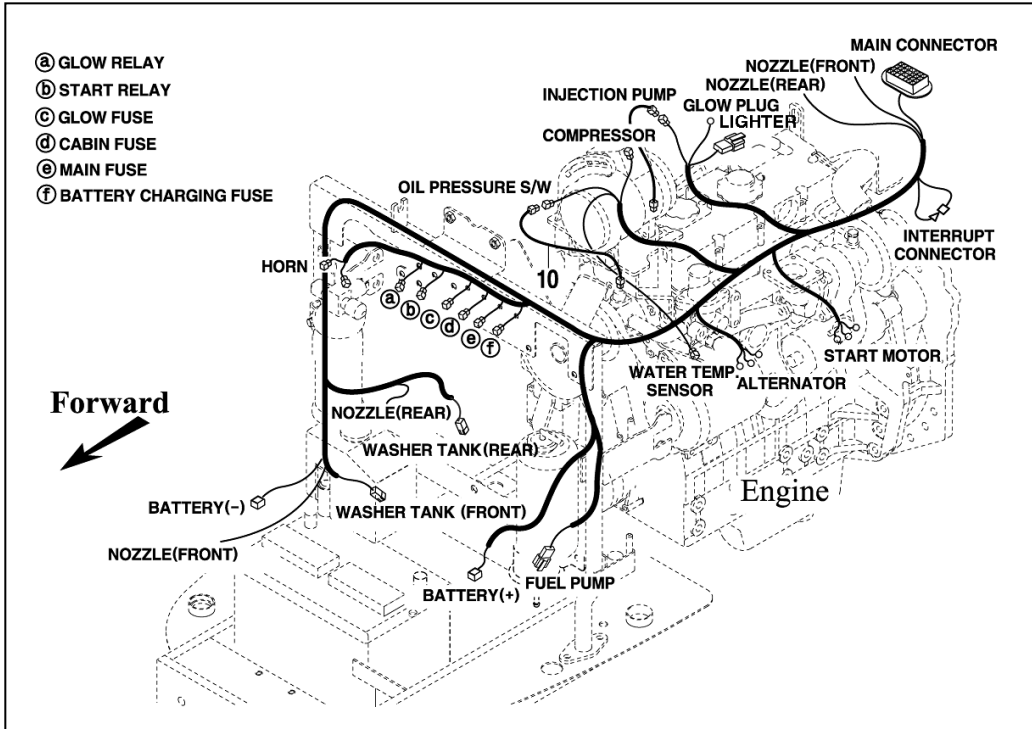 ⓐ GLOW RELAY
ⓑ START RELAY
ⓒ GLOW FUSE
ⓓ CABIN FUSE
ⓔ MAIN FUSE
ⓕ BATTERY CHARGING FUSE
MAIN CONNECTOR
NOZZLE(FRONT)
NOZZLE(REAR)
INJECTION PUMP
GLOW PLUG
LIGHTER
COMPRESSOR
OIL PRESSURE S/W
INTERRUPT
CONNECTOR
HORN
10
ⓐ ⓑ ⓒ ⓓ ⓔ ⓕ
START MOTOR
WATER TEMP
SENSOR
ALTERNATOR
Forward
NOZZLE(REAR)
WASHER TANK(REAR)
Engine
BATTERY(-)
WASHER TANK (FRONT)
NOZZLE(FRONT)
FUEL PUMP
BATTERY(+)